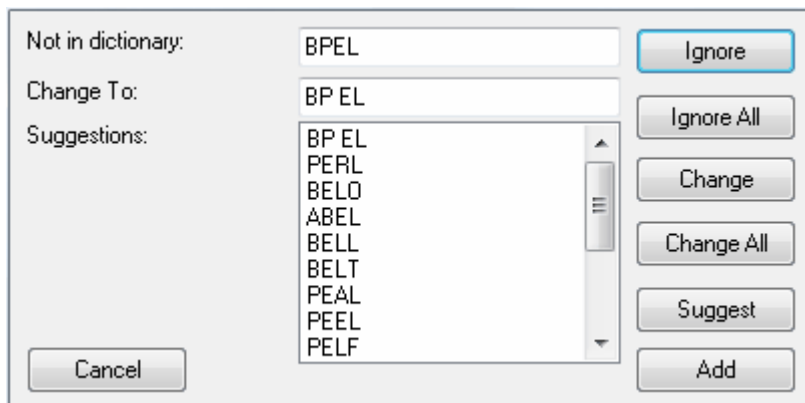 Not in dictionary:
BPEL
Ignore
Change To:
BP EL
Ignore All
Suggestions:
BP EL
PERL
BELO
ABEL
BELL
BELT
PEAL
PEEL
PELF
Change
Change All
Suggest
Cancel
Add